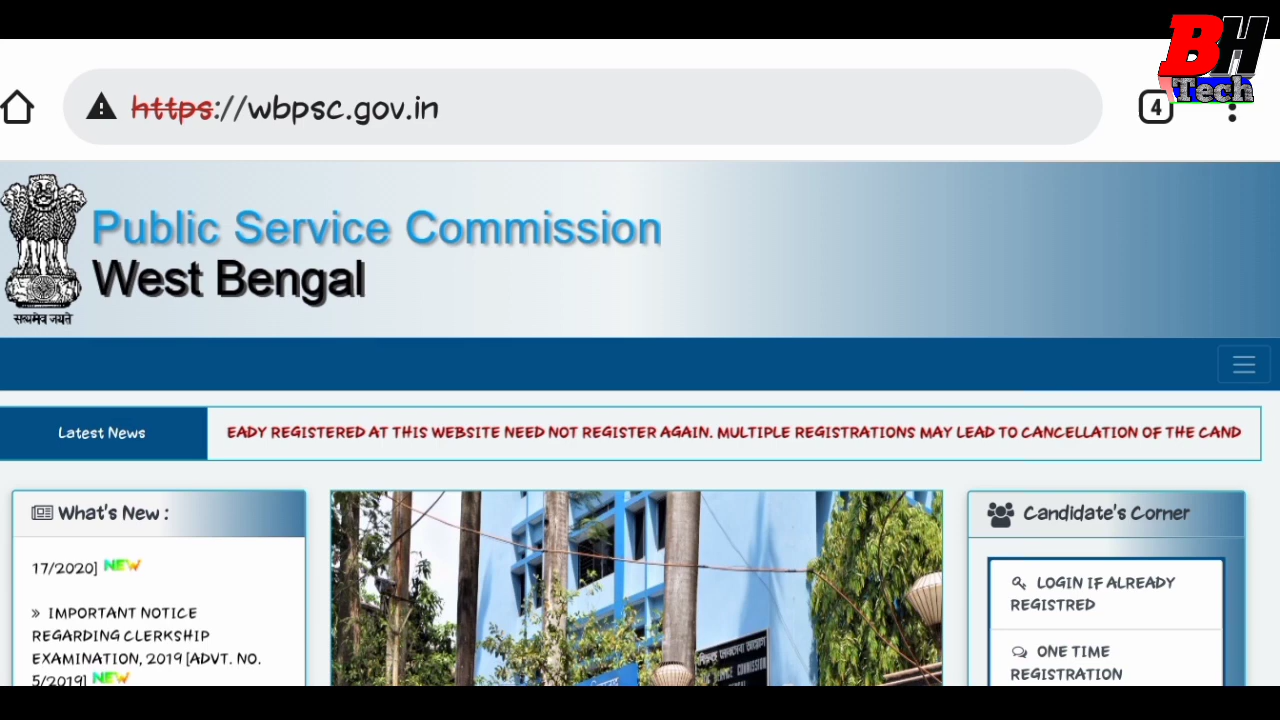 BH
Tech
https://wbpsc.gov.in
4
सत्यमेव जयते
Public Service Commission
West Bengal
Latest News
EADY REGISTERED AT THIS WEBSITE NEED NOT REGISTER AGAIN. MULTIPLE REGISTRATIONS MAY LEAD TO CANCELLATION OF THE CAND
What's New :
17/2020] NEW
» IMPORTANT NOTICE
REGARDING CLERKSHIP
EXAMINATION, 2019 [ADVT. NO.
5/2019] NEW
SERVICE COMMISSION
Candidate's Corner
LOGIN IF ALREADY
REGISTRED
ONE TIME
REGISTRATION